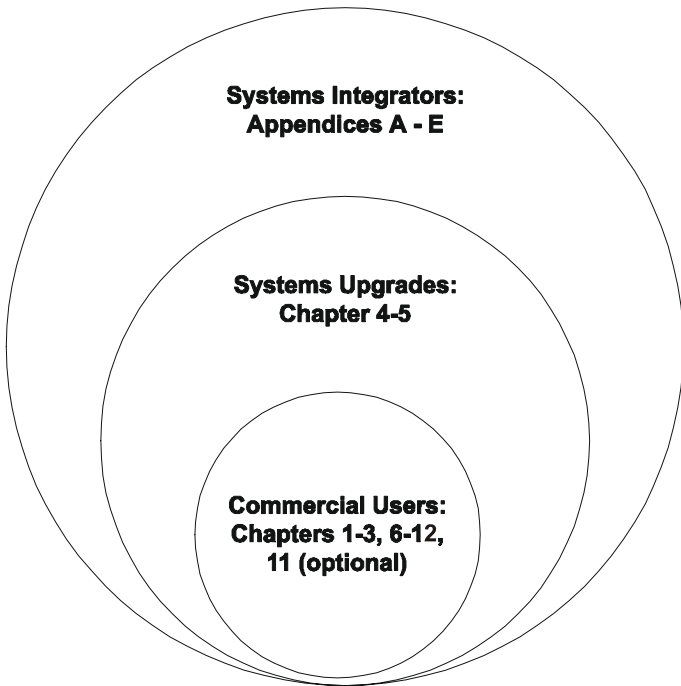 Systems Integrators:
Appendices A - E
Systems Upgrades:
Chapter 4-5
Commercial Users:
Chapters 1-3, 6-12,
11 (optional)